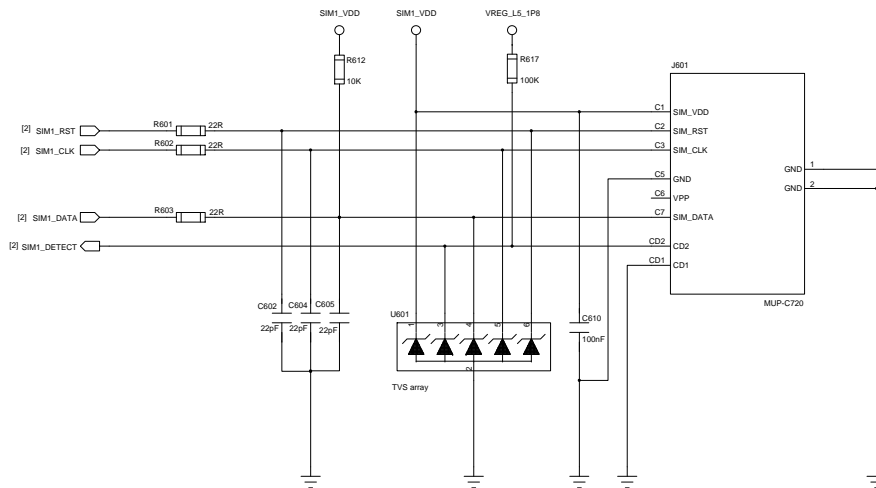 SIM1_VDD SIM1_VDD VREG_L5_1P8
R612 R617 J601
10K 100K
C1 SIM_VDD
[2] SIM1_RST R601 22R C2 SIM_RST
[2] SIM1_CLK R602 22R C3 SIM_CLK
GND 1
C5 GND
GND 2
C6 VPP
[2] SIM1_DATA R603 22R C7 SIM_DATA
[2] SIM1_DETECT CD2 CD2
CD1 CD1
MUP-C720
C602 C604 C605 U601 C610
22pF 22pF 22pF 1 3 4 5 6 100nF
2
TVS array